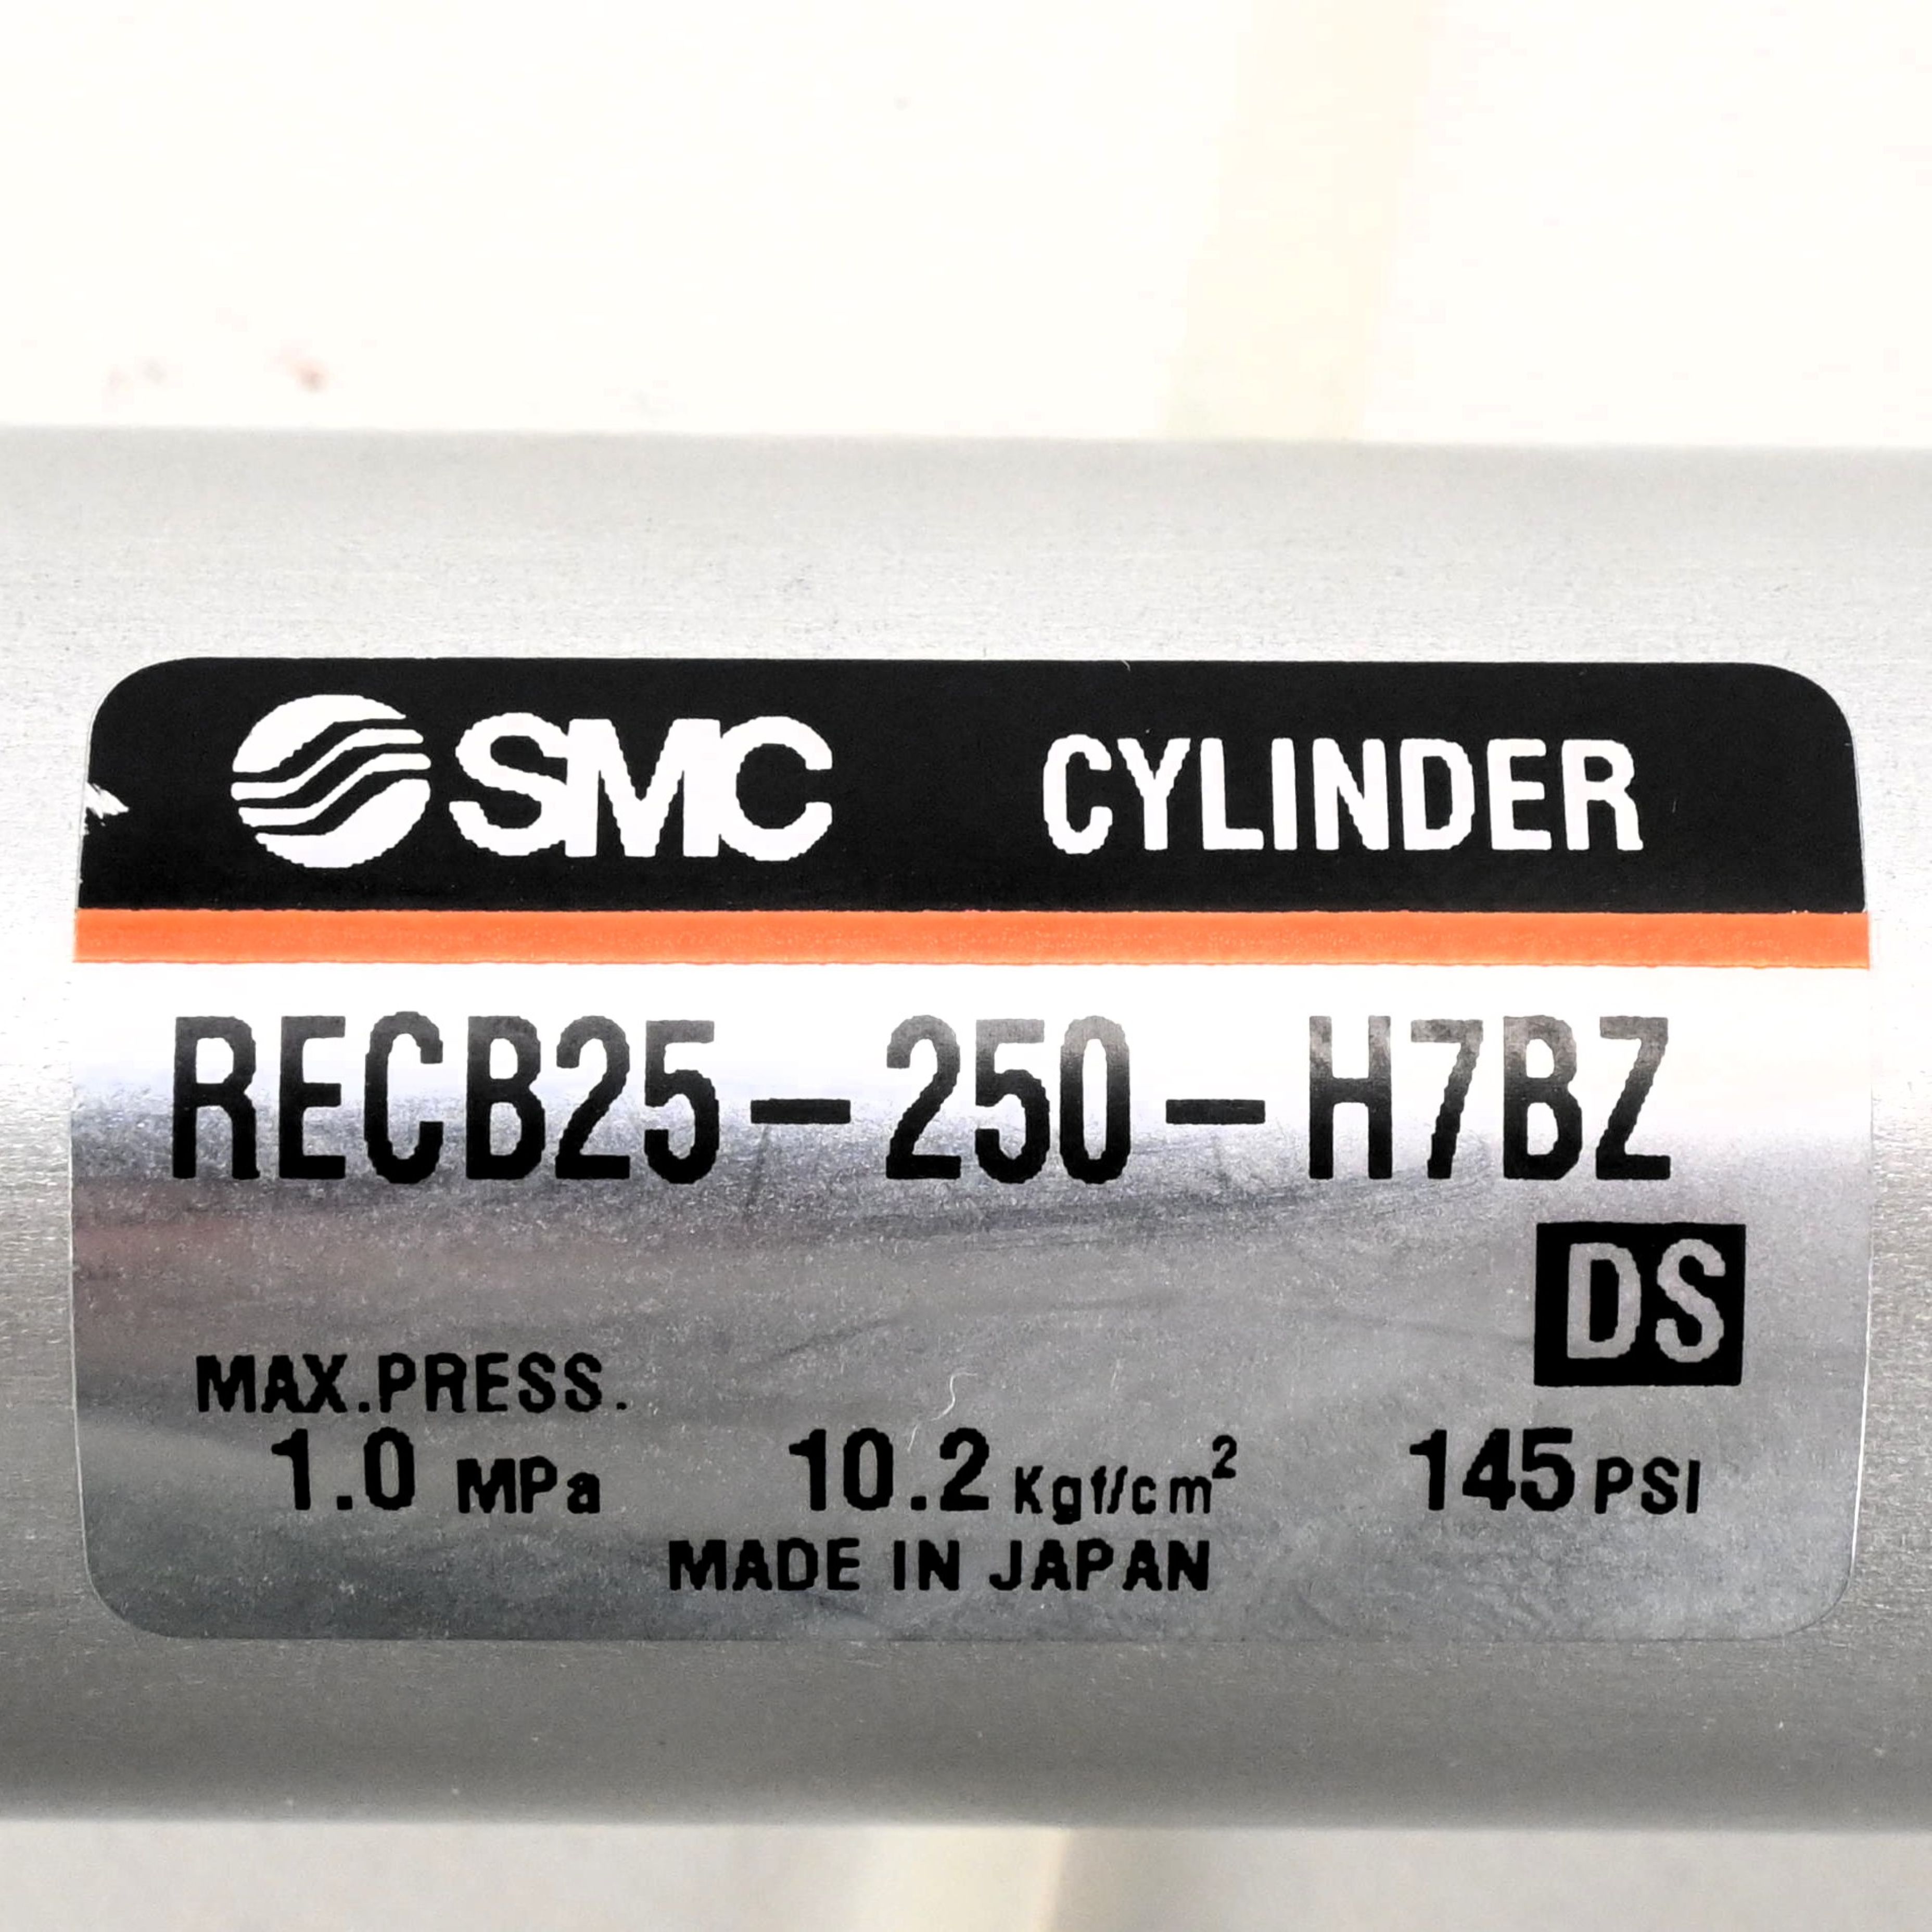 SMC CYLINDER
RECB25-250-H7BZ
DS
MAX.PRESS.
1.0 MPa 10.2 Kgf/cm² 145 PSI
MADE IN JAPAN